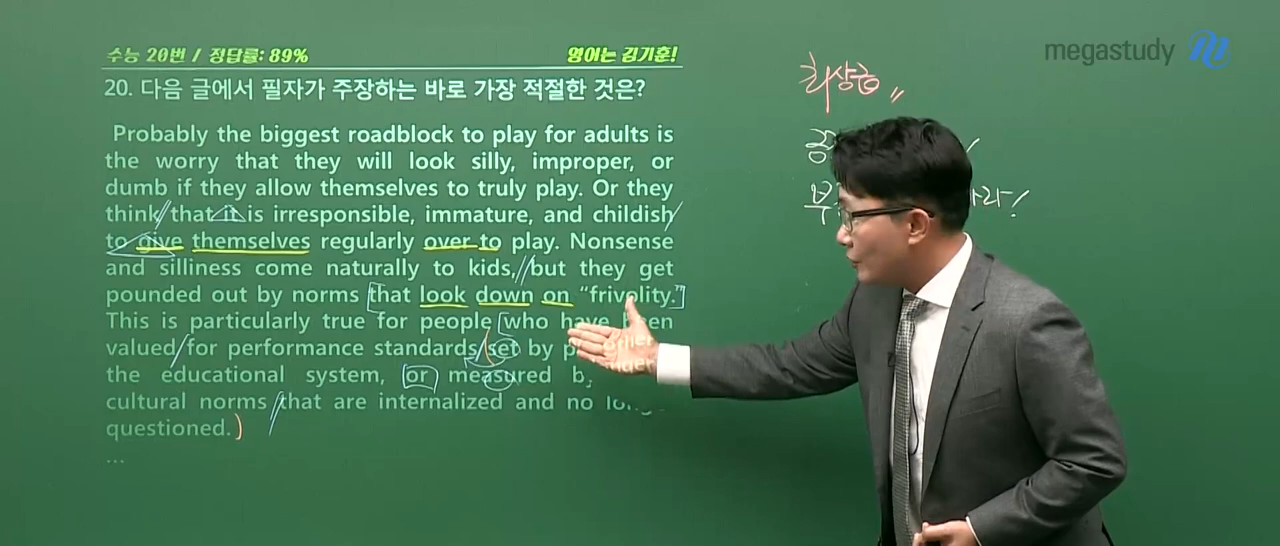 수능 20번 / 정답률: 89%
영어는 김기훈!
megastudy
20. 다음 글에서 필자가 주장하는 바로 가장 적절한 것은?
최상급
Probably the biggest roadblock to play for adults is
the worry that they will look silly, improper, or
dumb if they allow themselves to truly play. Or they
think that it is irresponsible, immature, and childish
to give themselves regularly over to play. Nonsense
and silliness come naturally to kids, but they get
pounded out by norms that look down on “frivolity.”
This is particularly true for people who have been
valued for performance standards set by
the educational system, or measured
cultural norms that are internalized and no
questioned.
...